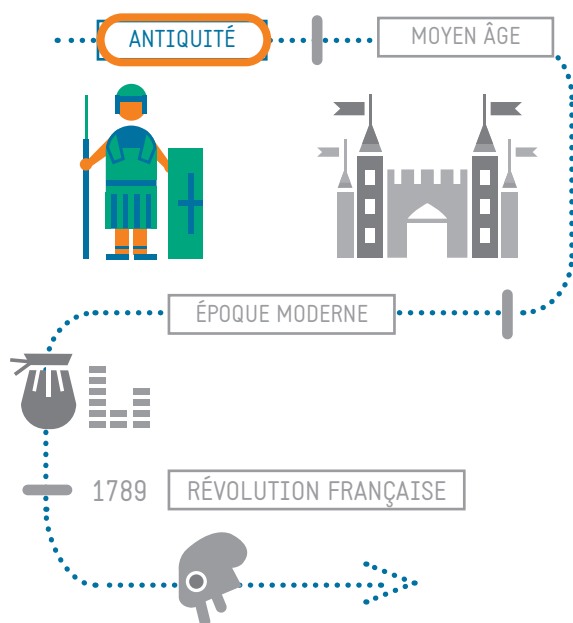 ANTIQUITÉ
MOYEN ÂGE
ÉPOQUE MODERNE
1789 RÉVOLUTION FRANÇAISE